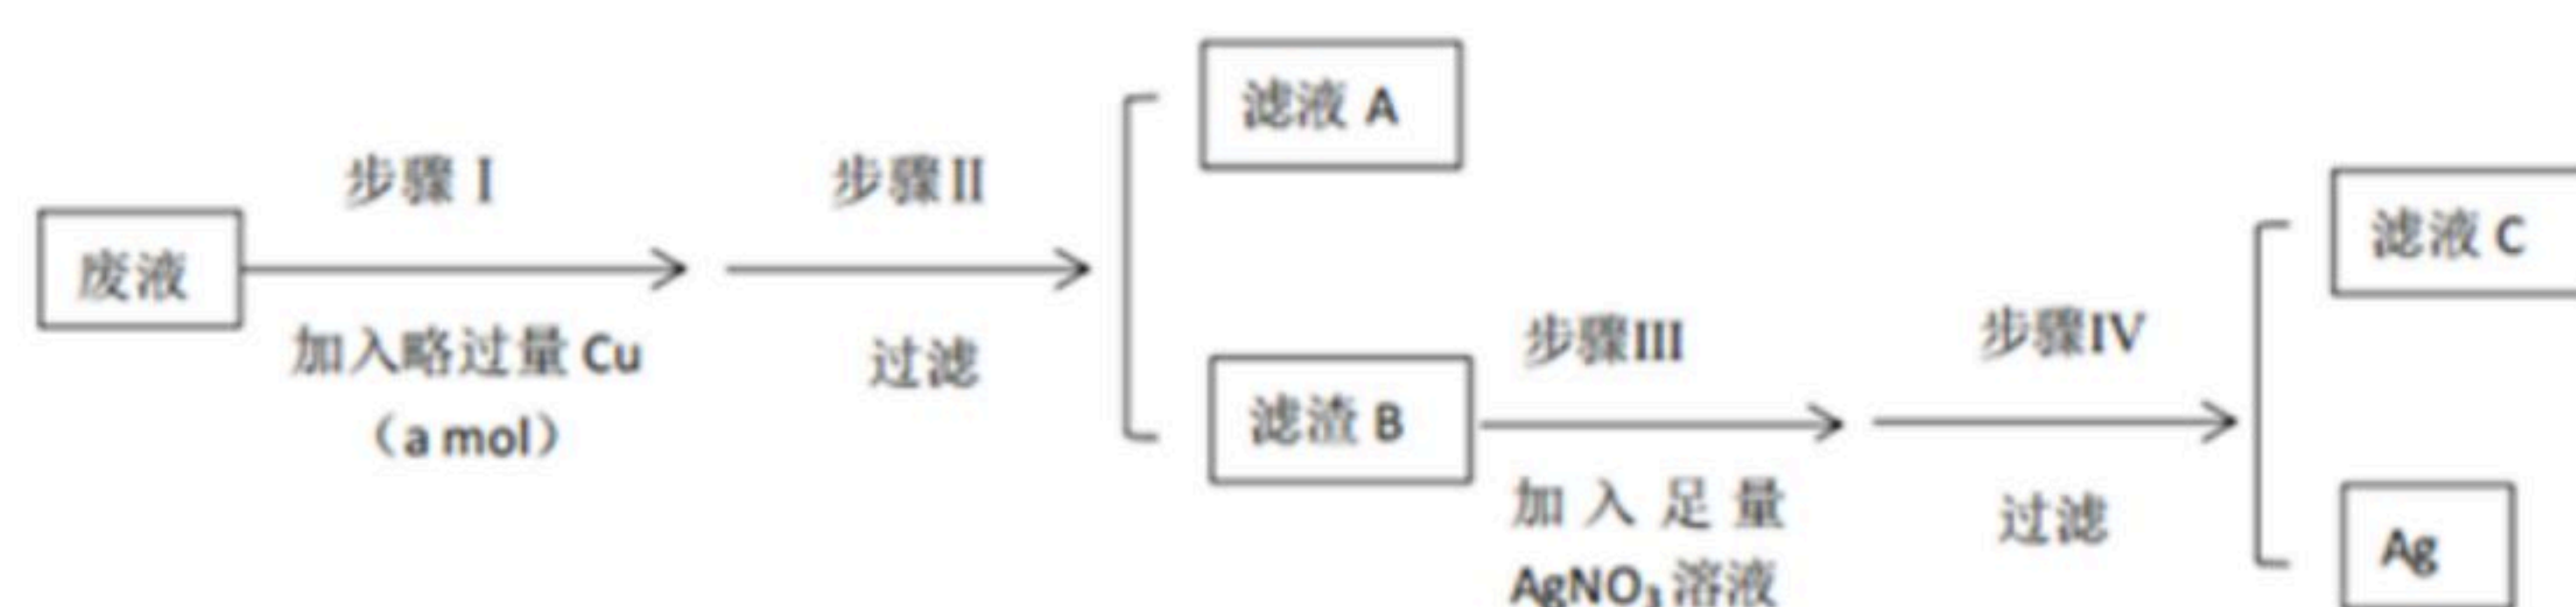 滤液 A
步骤 I
步骤II
废液
滤液 C
加入略过量 Cu
(a mol)
过滤
步骤III
步骤IV
滤渣 B
加入足量
AgNO₃ 溶液
过滤
Ag